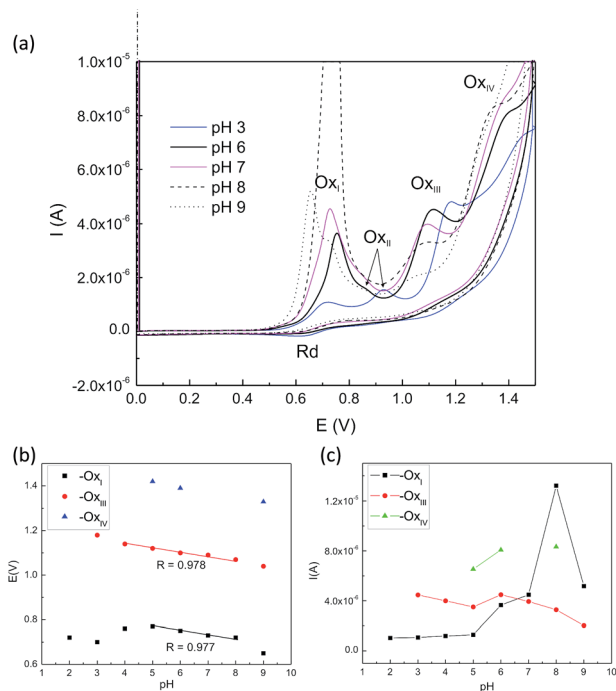 (a)
1.0x10⁻⁵
8.0x10⁻⁶
6.0x10⁻⁶
4.0x10⁻⁶
2.0x10⁻⁶
0.0
-2.0x10⁻⁶
I (A)
pH 3
pH 6
pH 7
pH 8
pH 9
Ox_I
Ox_II
Ox_III
Ox_IV
Rd
0.0 0.2 0.4 0.6 0.8 1.0 1.2 1.4
E (V)
(b)
-Ox_I
-Ox_III
-Ox_IV
1.4
1.2
1.0
0.8
0.6
E(V)
R = 0.978
R = 0.977
1 2 3 4 5 6 7 8 9 10
pH
(c)
-Ox_I
-Ox_III
-Ox_IV
1.2x10⁻⁶
8.0x10⁻⁶
4.0x10⁻⁶
0.0
I(A)
1 2 3 4 5 6 7 8 9 10
pH